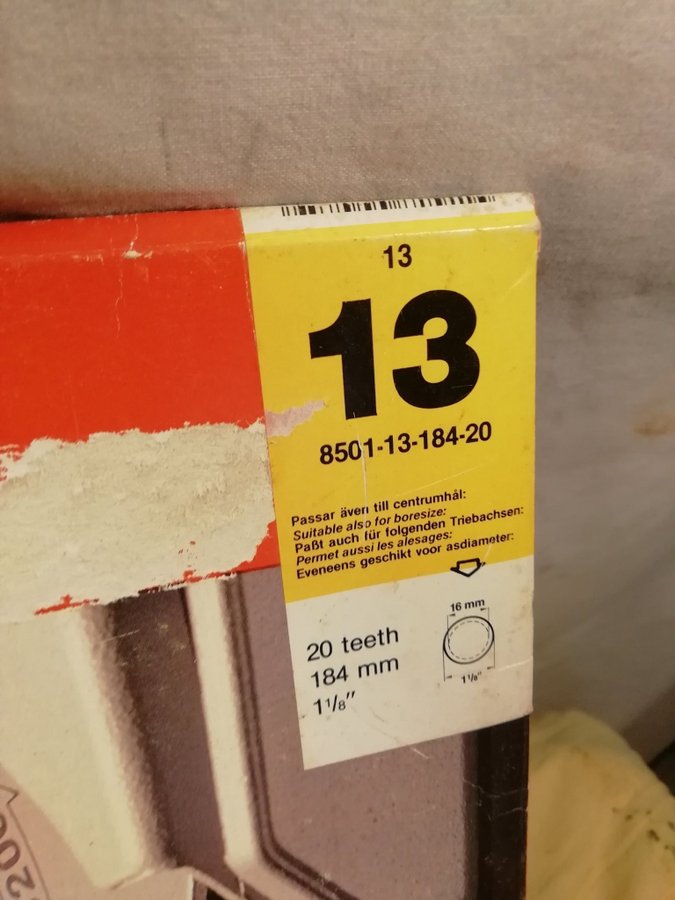 13
13
8501-13-184-20
Passar även till centrumhål:
Suitable also for boresize:
Paßt auch für folgenden Triebachsen:
Permet aussi les alesages:
Eveneens geschikt voor asdiameter:
16 mm
20 teeth
184 mm
1 1/8"
1 1/8"